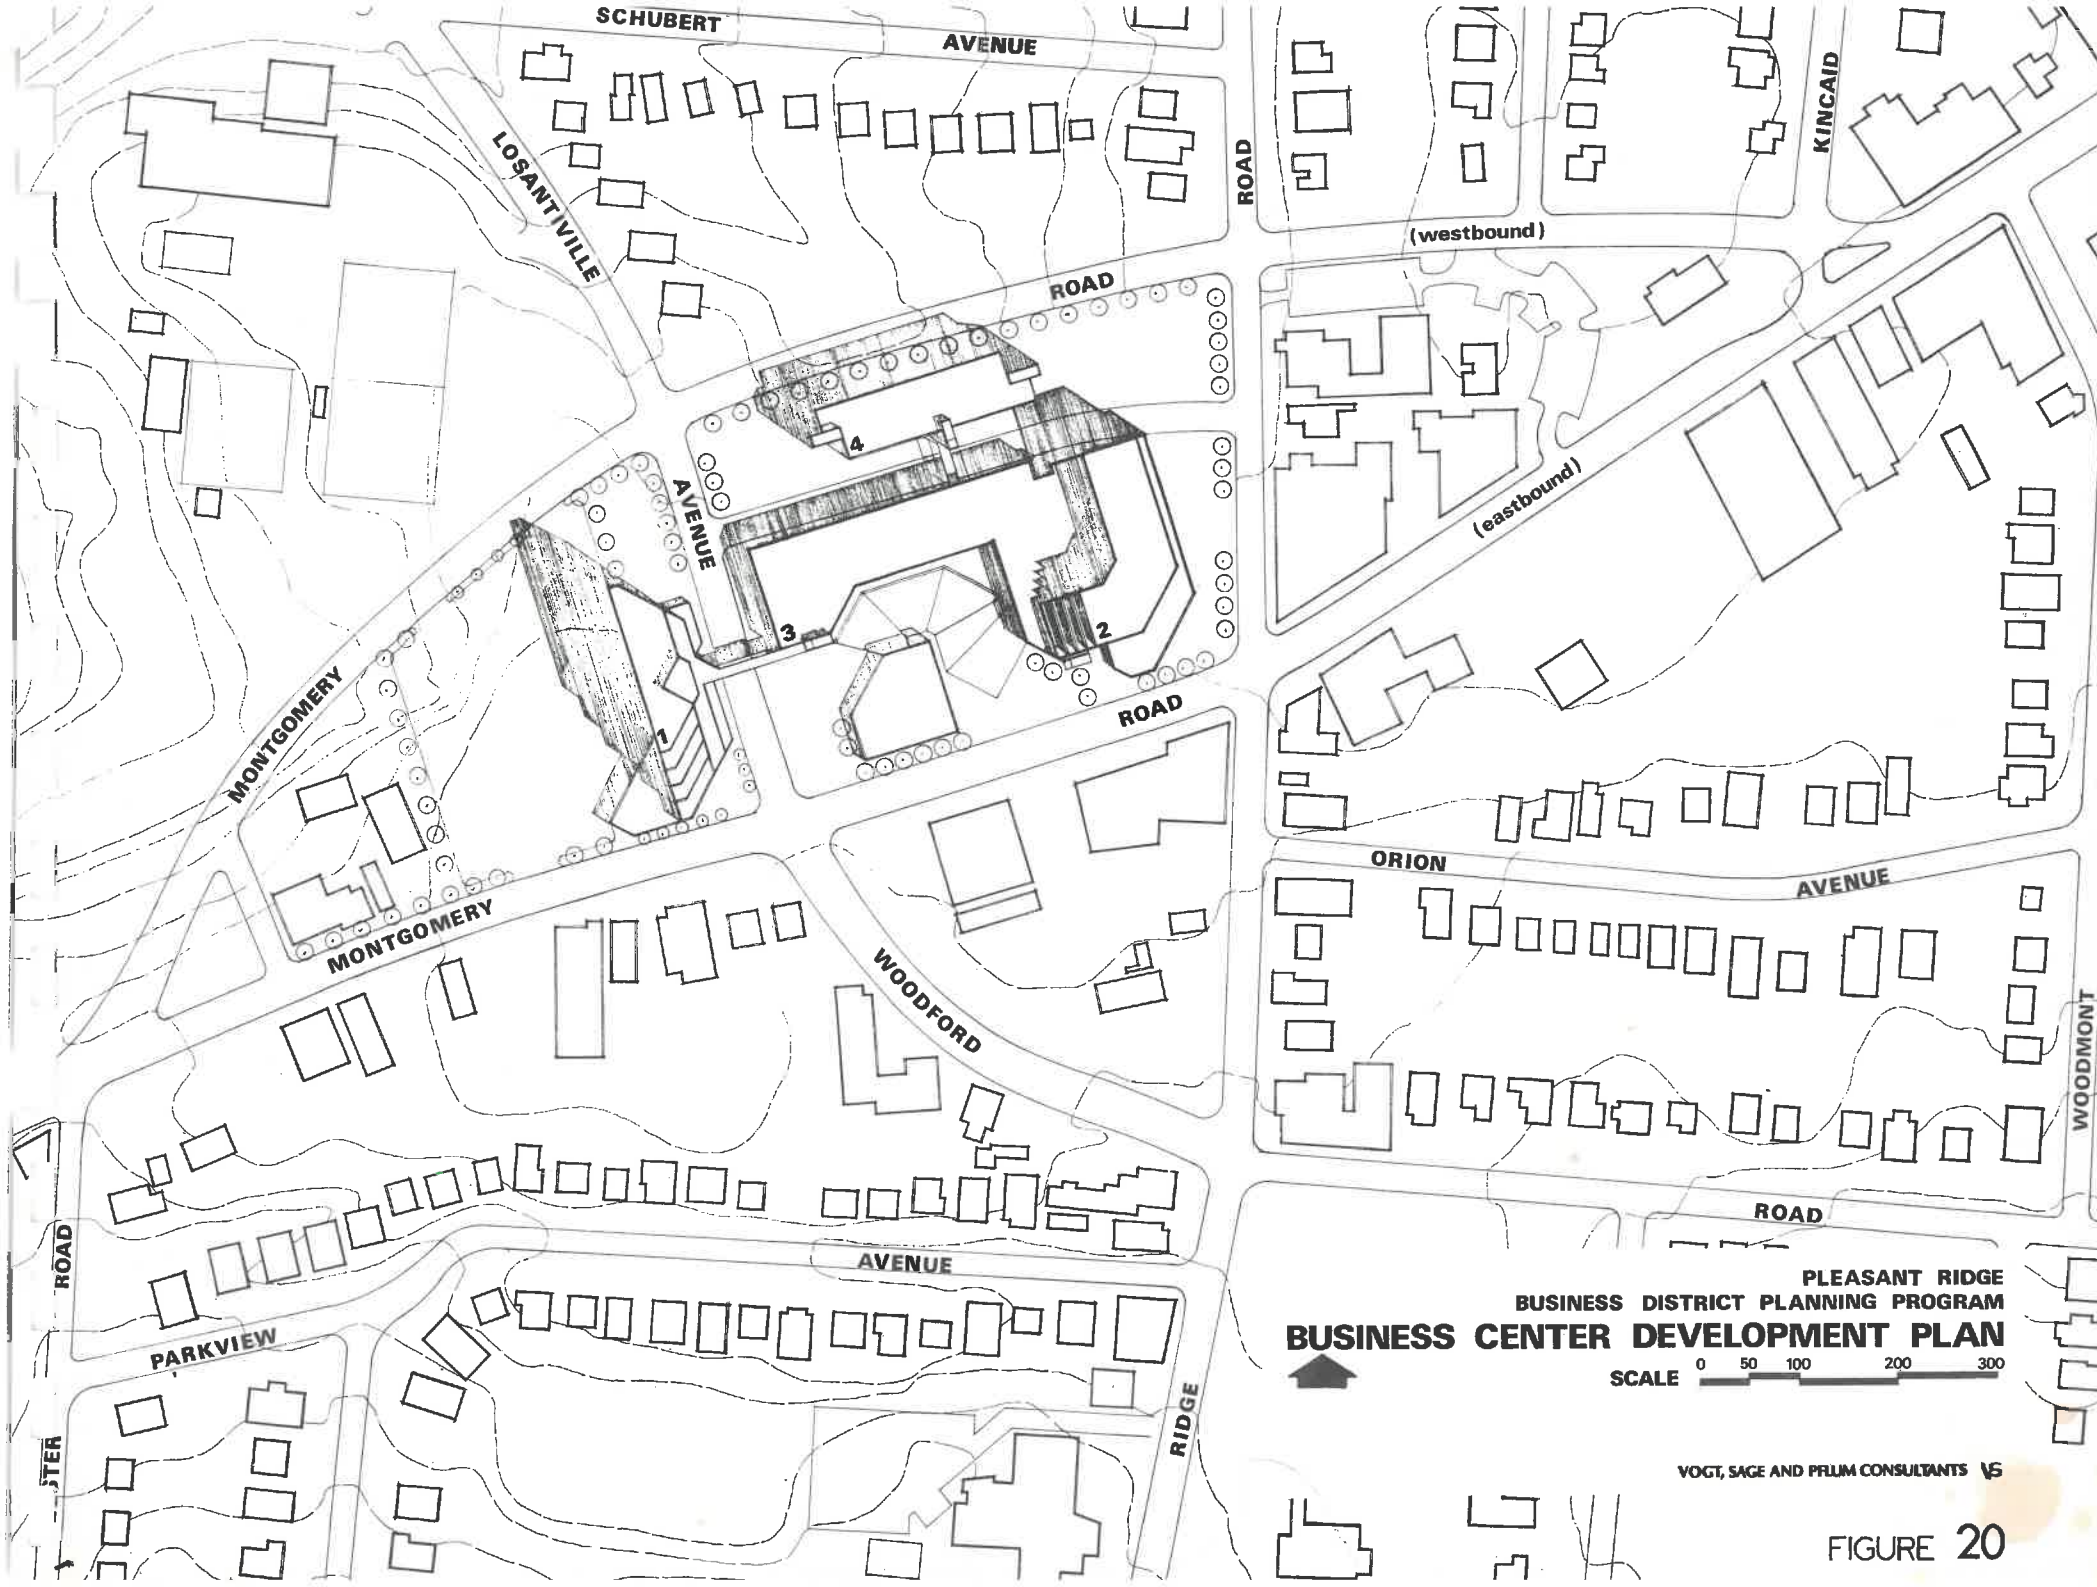 SCHUBERT AVENUE
LOSANTIVILLE
ROAD
KINCAID
(westbound)
ROAD
4
AVENUE
(eastbound)
3
2
ROAD
1
MONTGOMERY
MONTGOMERY
ORION AVENUE
WOODFORD
WOODMONT
ROAD
ROAD
AVENUE
PARKVIEW
RIDGE
PLEASANT RIDGE
BUSINESS DISTRICT PLANNING PROGRAM
BUSINESS CENTER DEVELOPMENT PLAN
SCALE 0 50 100 200 300
VOGT, SAGE AND PFLUM CONSULTANTS VS
FIGURE 20